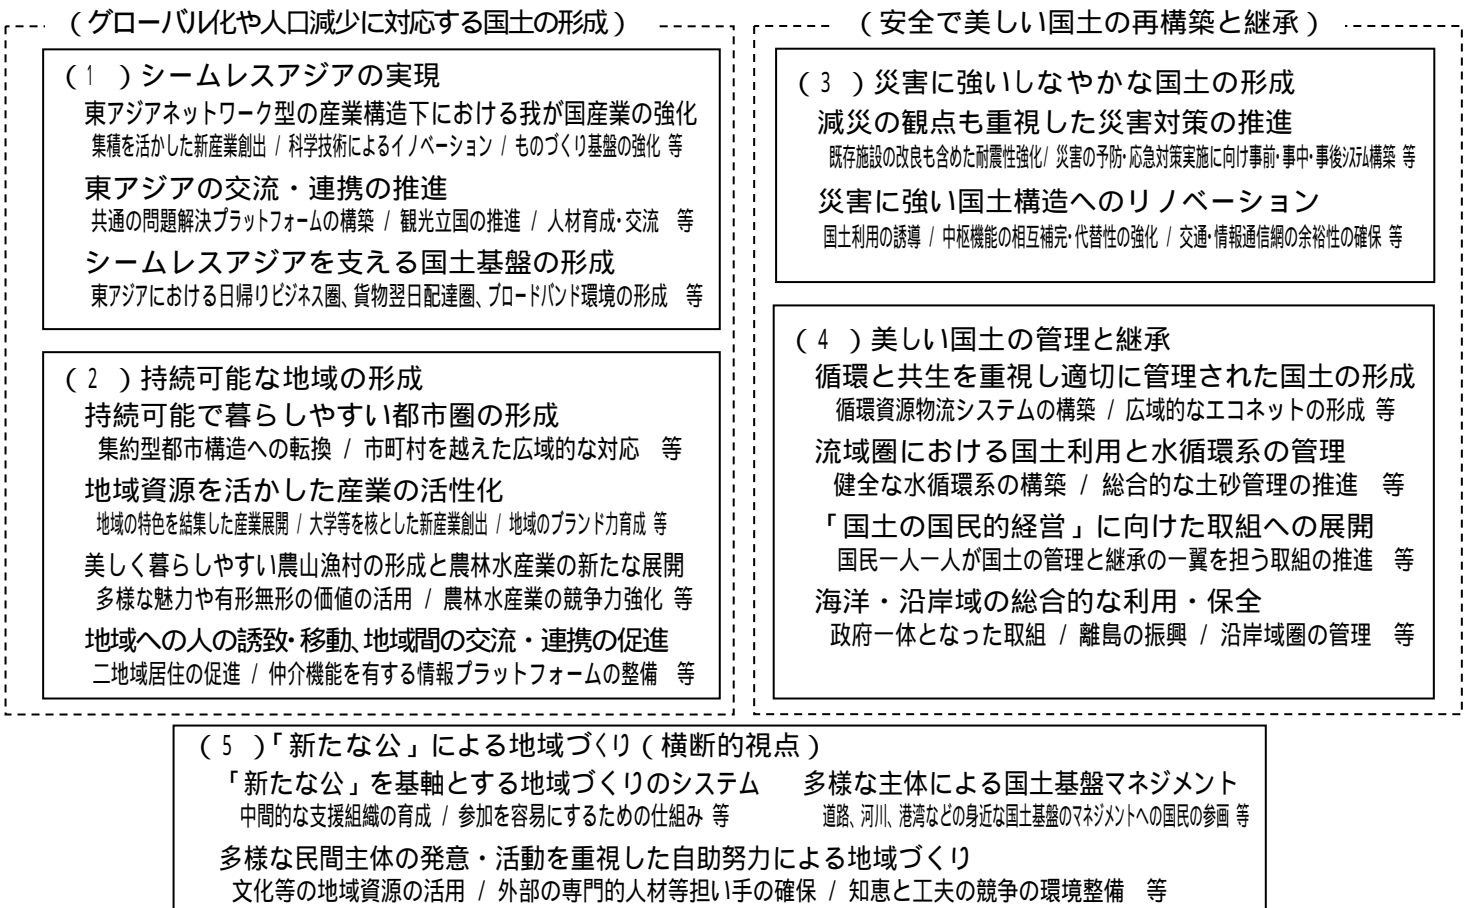 (グローバル化や人口減少に対応する国土の形成)
(1)シームレスアジアの実現
東アジアネットワーク型の産業構造下における我が国産業の強化
集積を活かした新産業創出 / 科学技術によるイノベーション / ものづくり基盤の強化 等
東アジアの交流・連携の推進
共通の問題解決プラットフォームの構築 / 観光立国の推進 / 人材育成・交流 等
シームレスアジアを支える国土基盤の形成
東アジアにおける日帰りビジネス圏、貨物翌日配達圏、ブロードバンド環境の形成 等
(2)持続可能な地域の形成
持続可能で暮らしやすい都市圏の形成
集約型都市構造への転換 / 市町村を越えた広域的な対応 等
地域資源を活かした産業の活性化
地域の特色を結集した産業展開 / 大学等を核とした新産業創出 / 地域のブランド力育成 等
美しく暮らしやすい農山漁村の形成と農林水産業の新たな展開
多様な魅力や有形無形の価値の活用 / 農林水産業の競争力強化 等
地域への人の誘致・移動、地域間の交流・連携の促進
二地域居住の促進 / 仲介機能を有する情報プラットフォームの整備 等
(安全で美しい国土の再構築と継承)
(3)災害に強いしなやかな国土の形成
減災の観点も重視した災害対策の推進
既存施設の改良も含めた耐震性強化/ 災害の予防・応急対策実施に向け事前・事中・事後システム構築 等
災害に強い国土構造へのリノベーション
国土利用の誘導 / 中枢機能の相互補完・代替性の強化 / 交通・情報通信網の余裕性の確保 等
(4)美しい国土の管理と継承
循環と共生を重視し適切に管理された国土の形成
循環資源物流システムの構築 / 広域的なエコネットの形成 等
流域圏における国土利用と水循環系の管理
健全な水循環系の構築 / 総合的な土砂管理の推進 等
「国土の国民的経営」に向けた取組への展開
国民一人一人が国土の管理と継承の一翼を担う取組の推進 等
海洋・沿岸域の総合的な利用・保全
政府一体となった取組 / 離島の振興 / 沿岸域圏の管理 等
(5)「新たな公」による地域づくり(横断的視点)
「新たな公」を基軸とする地域づくりのシステム
中間的な支援組織の育成 / 参加を容易にするための仕組み 等
多様な主体による国土基盤マネジメント
道路、河川、港湾などの身近な国土基盤のマネジメントへの国民の参画 等
多様な民間主体の発意・活動を重視した自助努力による地域づくり
文化等の地域資源の活用 / 外部の専門的人材等担い手の確保 / 知恵と工夫の競争の環境整備 等